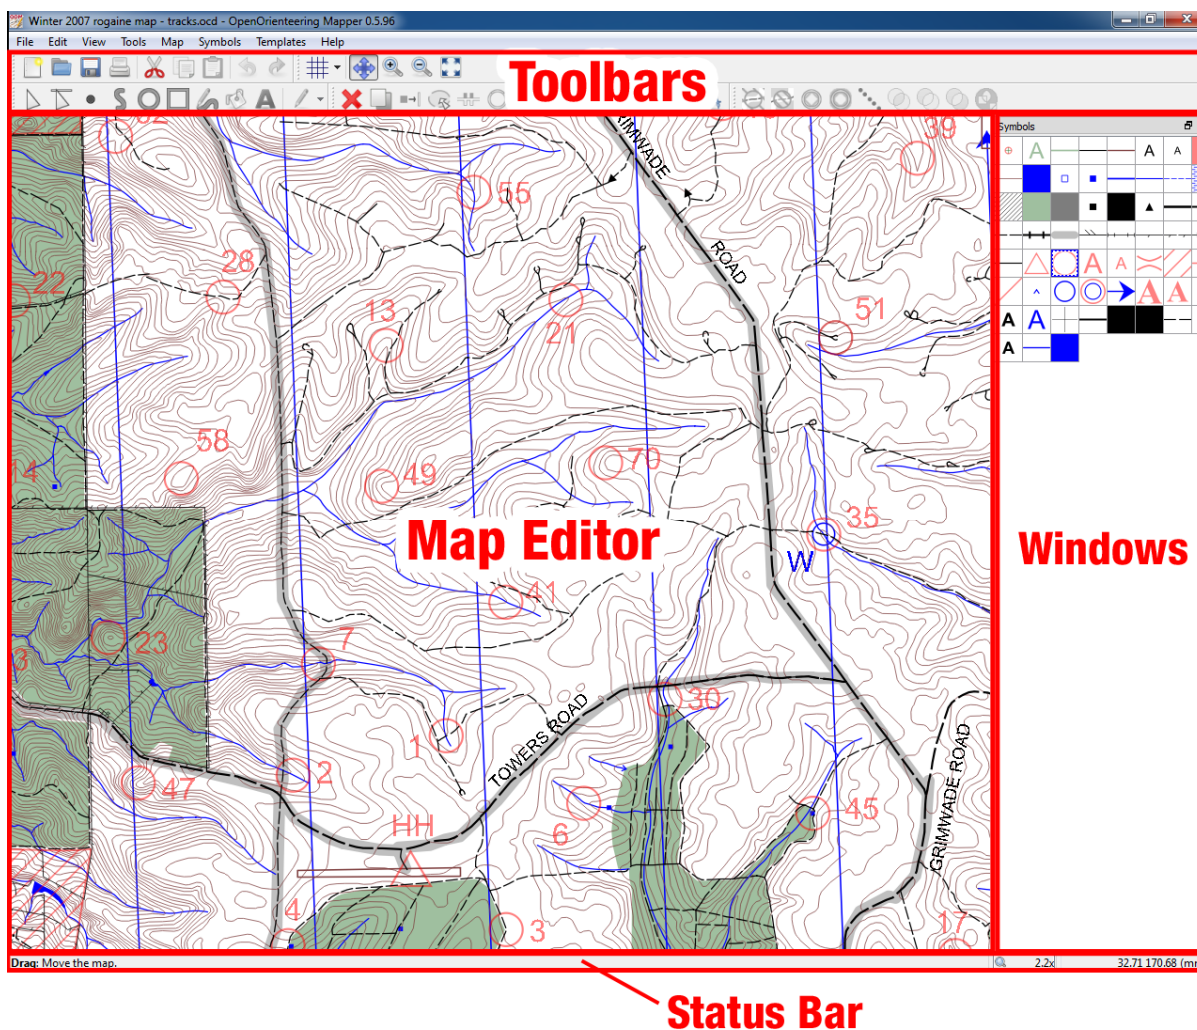 Winter 2007 rogaine map - tracks.ocd - OpenOrienteering Mapper 0.5.96
File Edit View Tools Map Symbols Templates Help
Toolbars
Symbols
GRIMWADE
ROAD
39
55
28
22
13
21
51
58
14
49
70
35
Map Editor
W
Windows
41
23
3
7
30
1
TOWERS ROAD
2
47
6
45
GRIMWADE ROAD
HH
4
3
17
A A A
A A
A A
A A
A
Drag: Move the map.
2.2x
32.71 170.68 (mm
Status Bar